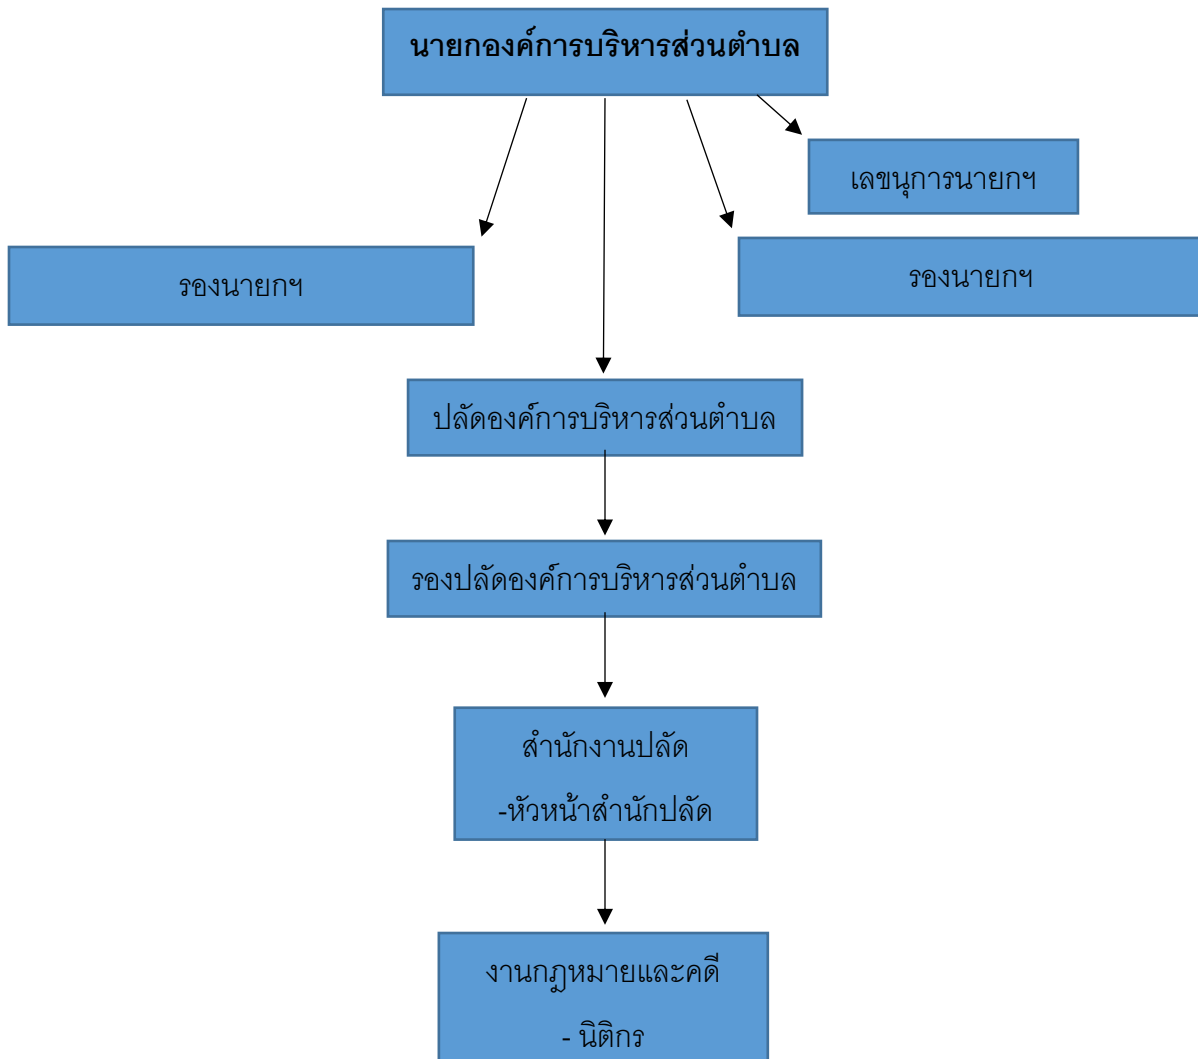 นายกองค์การบริหารส่วนตำบล
เลขนุการนายกฯ
รองนายกฯ
รองนายกฯ
ปลัดองค์การบริหารส่วนตำบล
รองปลัดองค์การบริหารส่วนตำบล
สำนักงานปลัด
-หัวหน้าสำนักปลัด
งานกฎหมายและคดี
- นิติกร